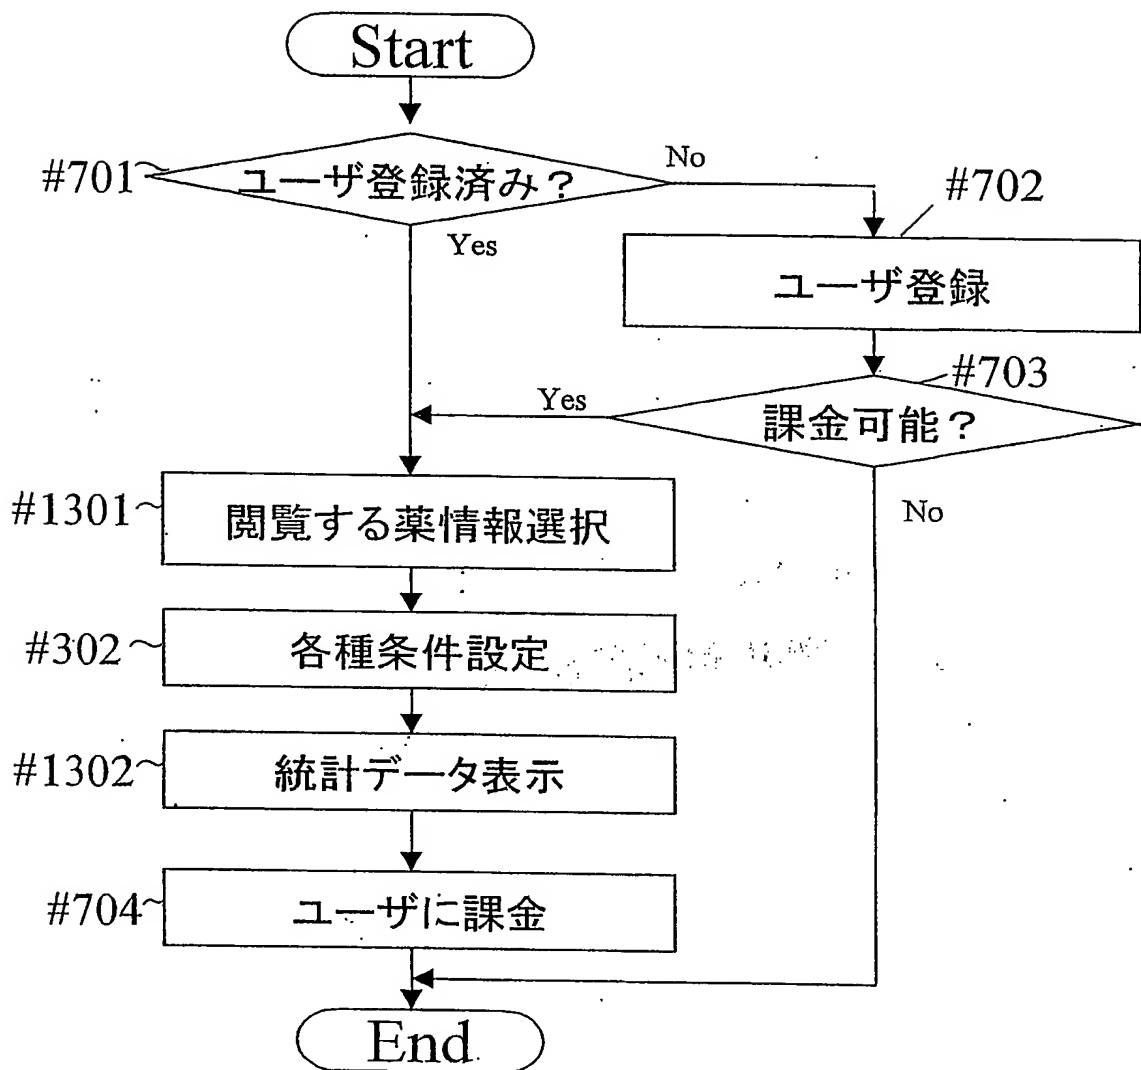 Start
#701
ユーザ登録済み？
No
#702
Yes
ユーザ登録
#703
Yes
課金可能？
#1301
閲覧する薬情報選択
No
#302
各種条件設定
#1302
統計データ表示
#704
ユーザに課金
End